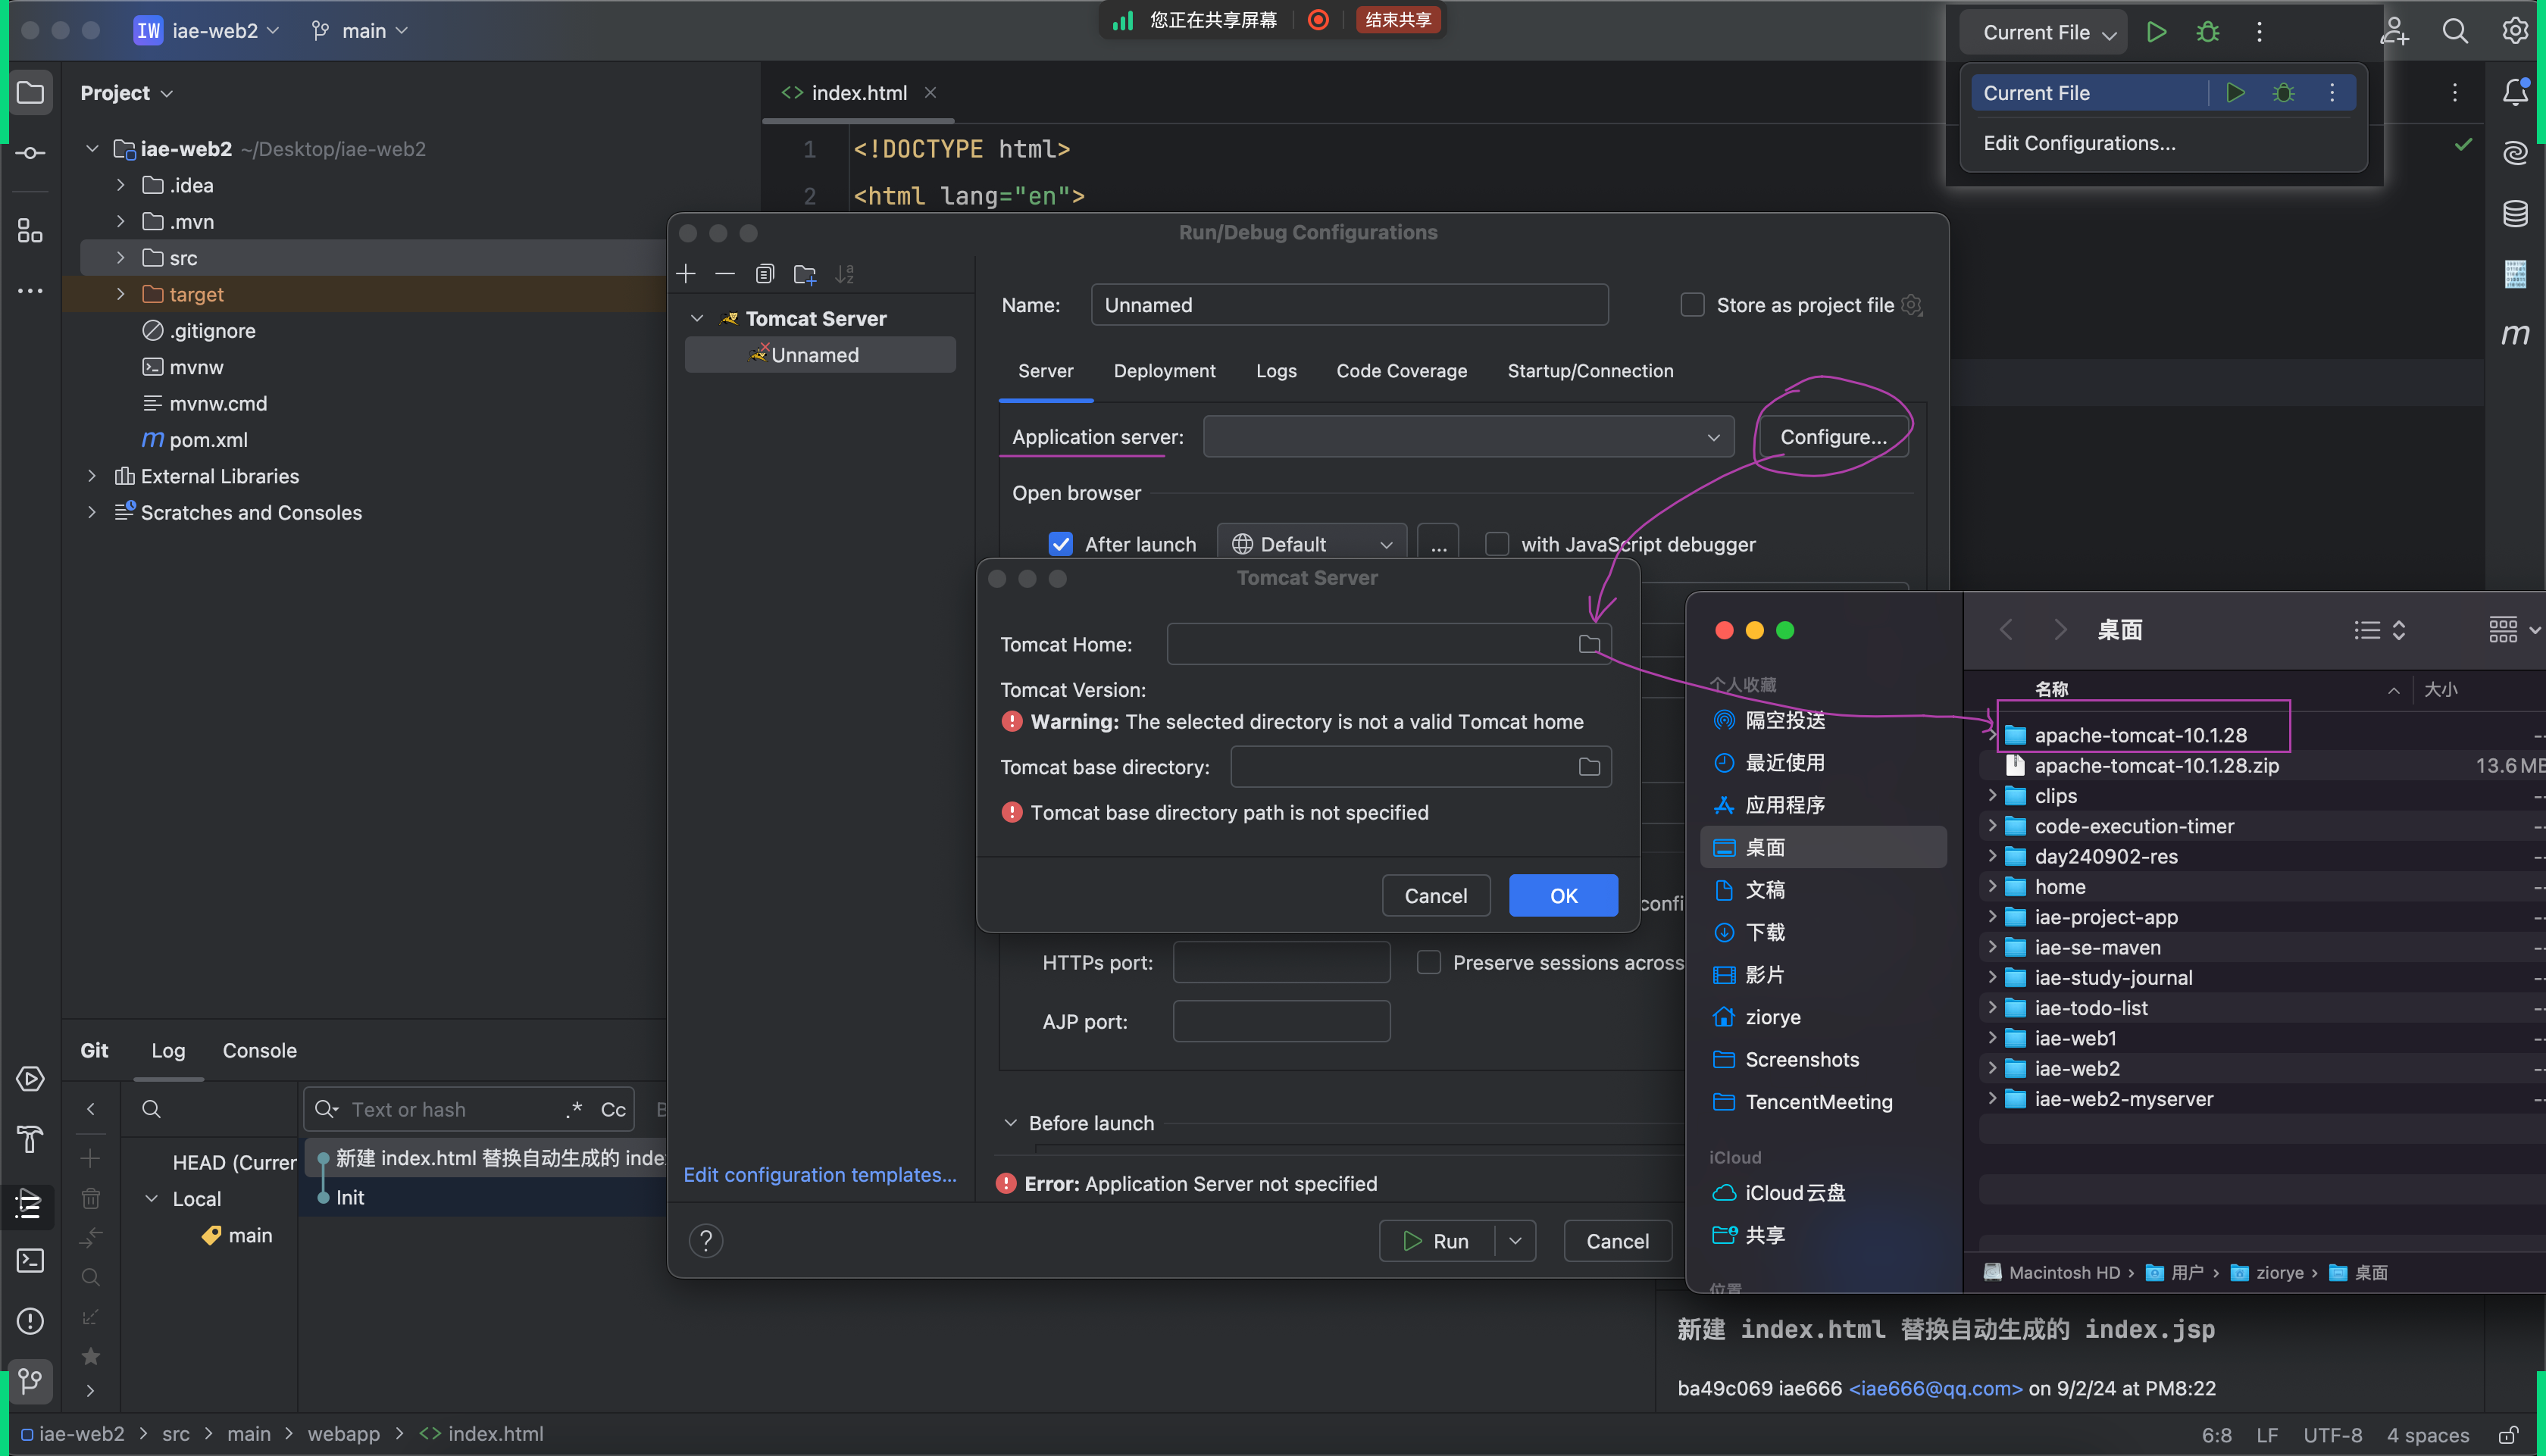 IW iae-web2
main
您正在共享屏幕
结束共享
Current File
Current File
Edit Configurations...
Project
iae-web2 ~/Desktop/iae-web2
.idea
.mvn
src
target
.gitignore
mvnw
mvnw.cmd
pom.xml
External Libraries
Scratches and Consoles
index.html
1 <!DOCTYPE html>
2 <html lang="en">
Run/Debug Configurations
Tomcat Server
Unnamed
Edit configuration templates...
Name: Unnamed
Store as project file
Server Deployment Logs Code Coverage Startup/Connection
Application server: Configure...
Open browser
After launch Default ... with JavaScript debugger
Tomcat Server
Tomcat Home:
Tomcat Version:
Warning: The selected directory is not a valid Tomcat home
Tomcat base directory:
Tomcat base directory path is not specified
Cancel OK
confi
HTTPs port: Preserve sessions across
AJP port:
Before launch
Error: Application Server not specified
Run Cancel
桌面
名称 大小
个人收藏
隔空投送
最近使用
应用程序
桌面
文稿
下载
影片
ziorye
Screenshots
TencentMeeting
iCloud
iCloud云盘
共享
位置
apache-tomcat-10.1.28 --
apache-tomcat-10.1.28.zip 13.6 MB
clips --
code-execution-timer --
day240902-res --
home --
iae-project-app --
iae-se-maven --
iae-study-journal --
iae-todo-list --
iae-web1 --
iae-web2 --
iae-web2-myserver --
Macintosh HD › 用户 › ziorye › 桌面
Git Log Console
Text or hash .* Cc
HEAD (Currer
Local
main
新建 index.html 替换自动生成的 inde
Init
新建 index.html 替换自动生成的 index.jsp
ba49c069 iae666 <iae666@qq.com> on 9/2/24 at PM8:22
iae-web2 > src > main > webapp > index.html
6:8 LF UTF-8 4 spaces